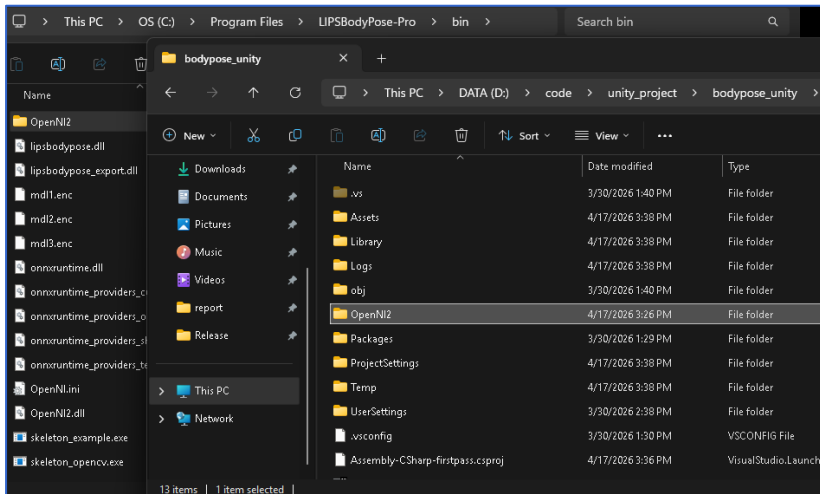 This PC > OS (C:) > Program Files > LIPSBodyPose-Pro > bin >
Search bin
Name
OpenNI2
lipsbodypose.dll
lipsbodypose_export.dll
mdl1.enc
mdl2.enc
mdl3.enc
onnxruntime.dll
onnxruntime_providers_c
onnxruntime_providers_o
onnxruntime_providers_s
onnxruntime_providers_te
OpenNI.ini
OpenNI2.dll
skeleton_example.exe
skeleton_opencv.exe
bodypose_unity
This PC > DATA (D:) > code > unity_project > bodypose_unity >
New
Sort
View
Downloads
Documents
Pictures
Music
Videos
report
Release
This PC
Network
Name Date modified Type
.vs 3/30/2026 1:40 PM File folder
Assets 4/17/2026 3:38 PM File folder
Library 4/17/2026 3:38 PM File folder
Logs 4/17/2026 3:38 PM File folder
obj 3/30/2026 1:40 PM File folder
OpenNI2 4/17/2026 3:26 PM File folder
Packages 3/30/2026 1:29 PM File folder
ProjectSettings 4/17/2026 3:38 PM File folder
Temp 4/17/2026 3:38 PM File folder
UserSettings 3/30/2026 2:38 PM File folder
.vsconfig 3/30/2026 1:30 PM VSCONFIG File
Assembly-CSharp-firstpass.csproj 4/17/2026 3:36 PM VisualStudio.Launch
13 items | 1 item selected |